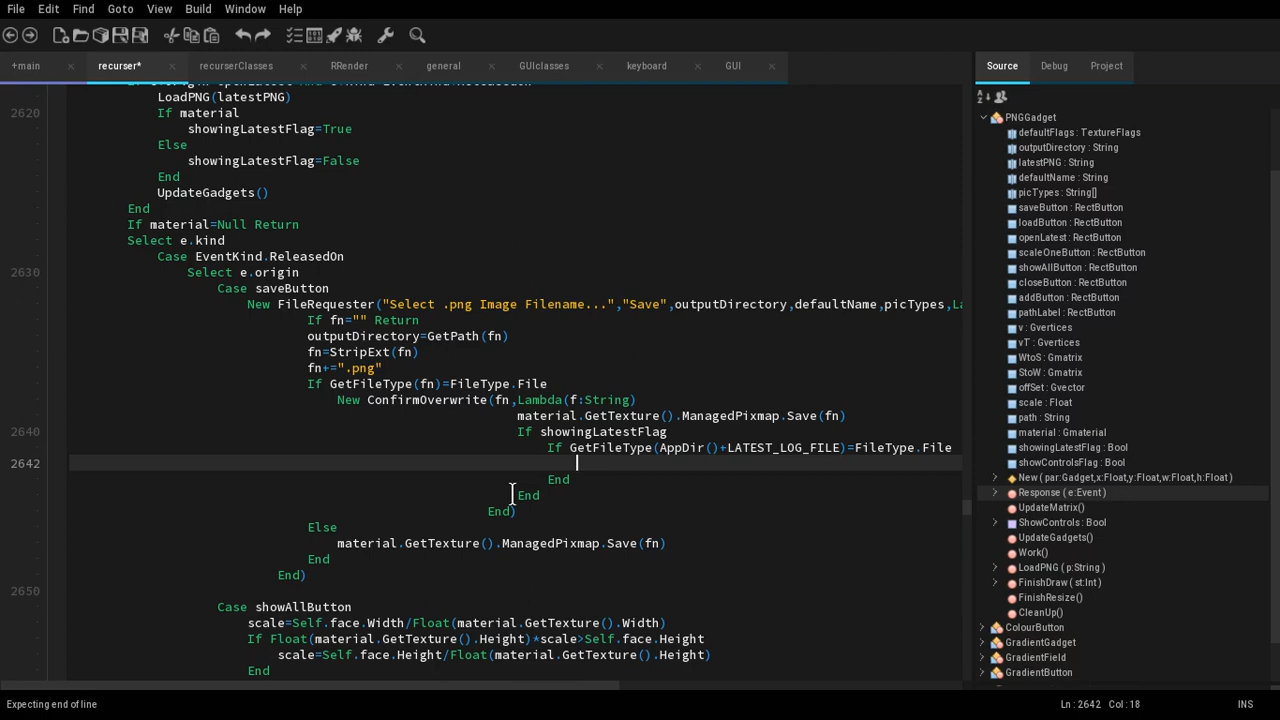 File Edit Find Goto View Build Window Help
+main × recurser* × recurserClasses × RRender × general × GUIclasses × keyboard × GUI × Source Debug Project
2620 LoadPNG(latestPNG)
If material
showingLatestFlag=True
Else
showingLatestFlag=False
End
UpdateGadgets()
End
If material=Null Return
Select e.kind
Case EventKind.ReleasedOn
2630 Select e.origin
Case saveButton
New FileRequester("Select .png Image Filename...","Save",outputDirectory,defaultName,picTypes,La
If fn="" Return
outputDirectory=GetPath(fn)
fn=StripExt(fn)
fn+=".png"
If GetFileType(fn)=FileType.File
New ConfirmOverwrite(fn,Lambda(f:String)
material.GetTexture().ManagedPixmap.Save(fn)
2640 If showingLatestFlag
If GetFileType(AppDir()+LATEST_LOG_FILE)=FileType.File
2642
End
End
End)
Else
material.GetTexture().ManagedPixmap.Save(fn)
End
End)
2650
Case showAllButton
scale=Self.face.Width/Float(material.GetTexture().Width)
If Float(material.GetTexture().Height)*scale>Self.face.Height
scale=Self.face.Height/Float(material.GetTexture().Height)
End
PNGGadget
defaultFlags : TextureFlags
outputDirectory : String
latestPNG : String
defaultName : String
picTypes : String[]
saveButton : RectButton
loadButton : RectButton
openLatest : RectButton
scaleOneButton : RectButton
showAllButton : RectButton
closeButton : RectButton
addButton : RectButton
pathLabel : RectButton
v : Gvertices
vT : Gvertices
WtoS : Gmatrix
StoW : Gmatrix
offSet : Gvector
scale : Float
path : String
material : Gmaterial
showingLatestFlag : Bool
showControlsFlag : Bool
New ( par:Gadget,x:Float,y:Float,w:Float,h:Float)
Response ( e:Event )
UpdateMatrix()
ShowControls : Bool
UpdateGadgets()
Work()
LoadPNG ( p:String )
FinishDraw ( st:Int )
FinishResize()
CleanUp()
ColourButton
GradientGadget
GradientField
GradientButton
Expecting end of line Ln : 2642 Col : 18 INS